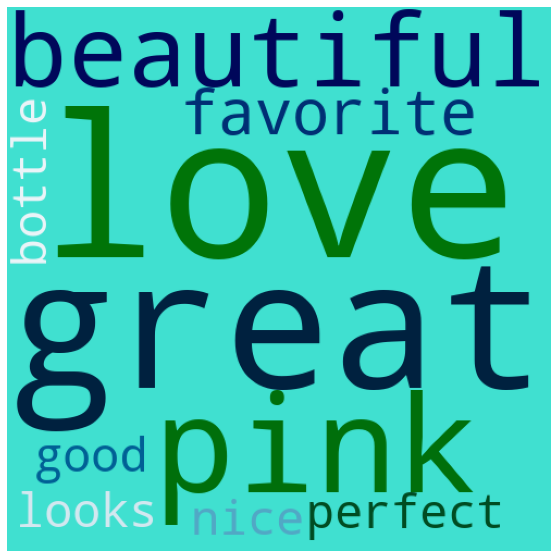 beautiful
favorite
bottle
love
great
pink
good
looks
nice
perfect